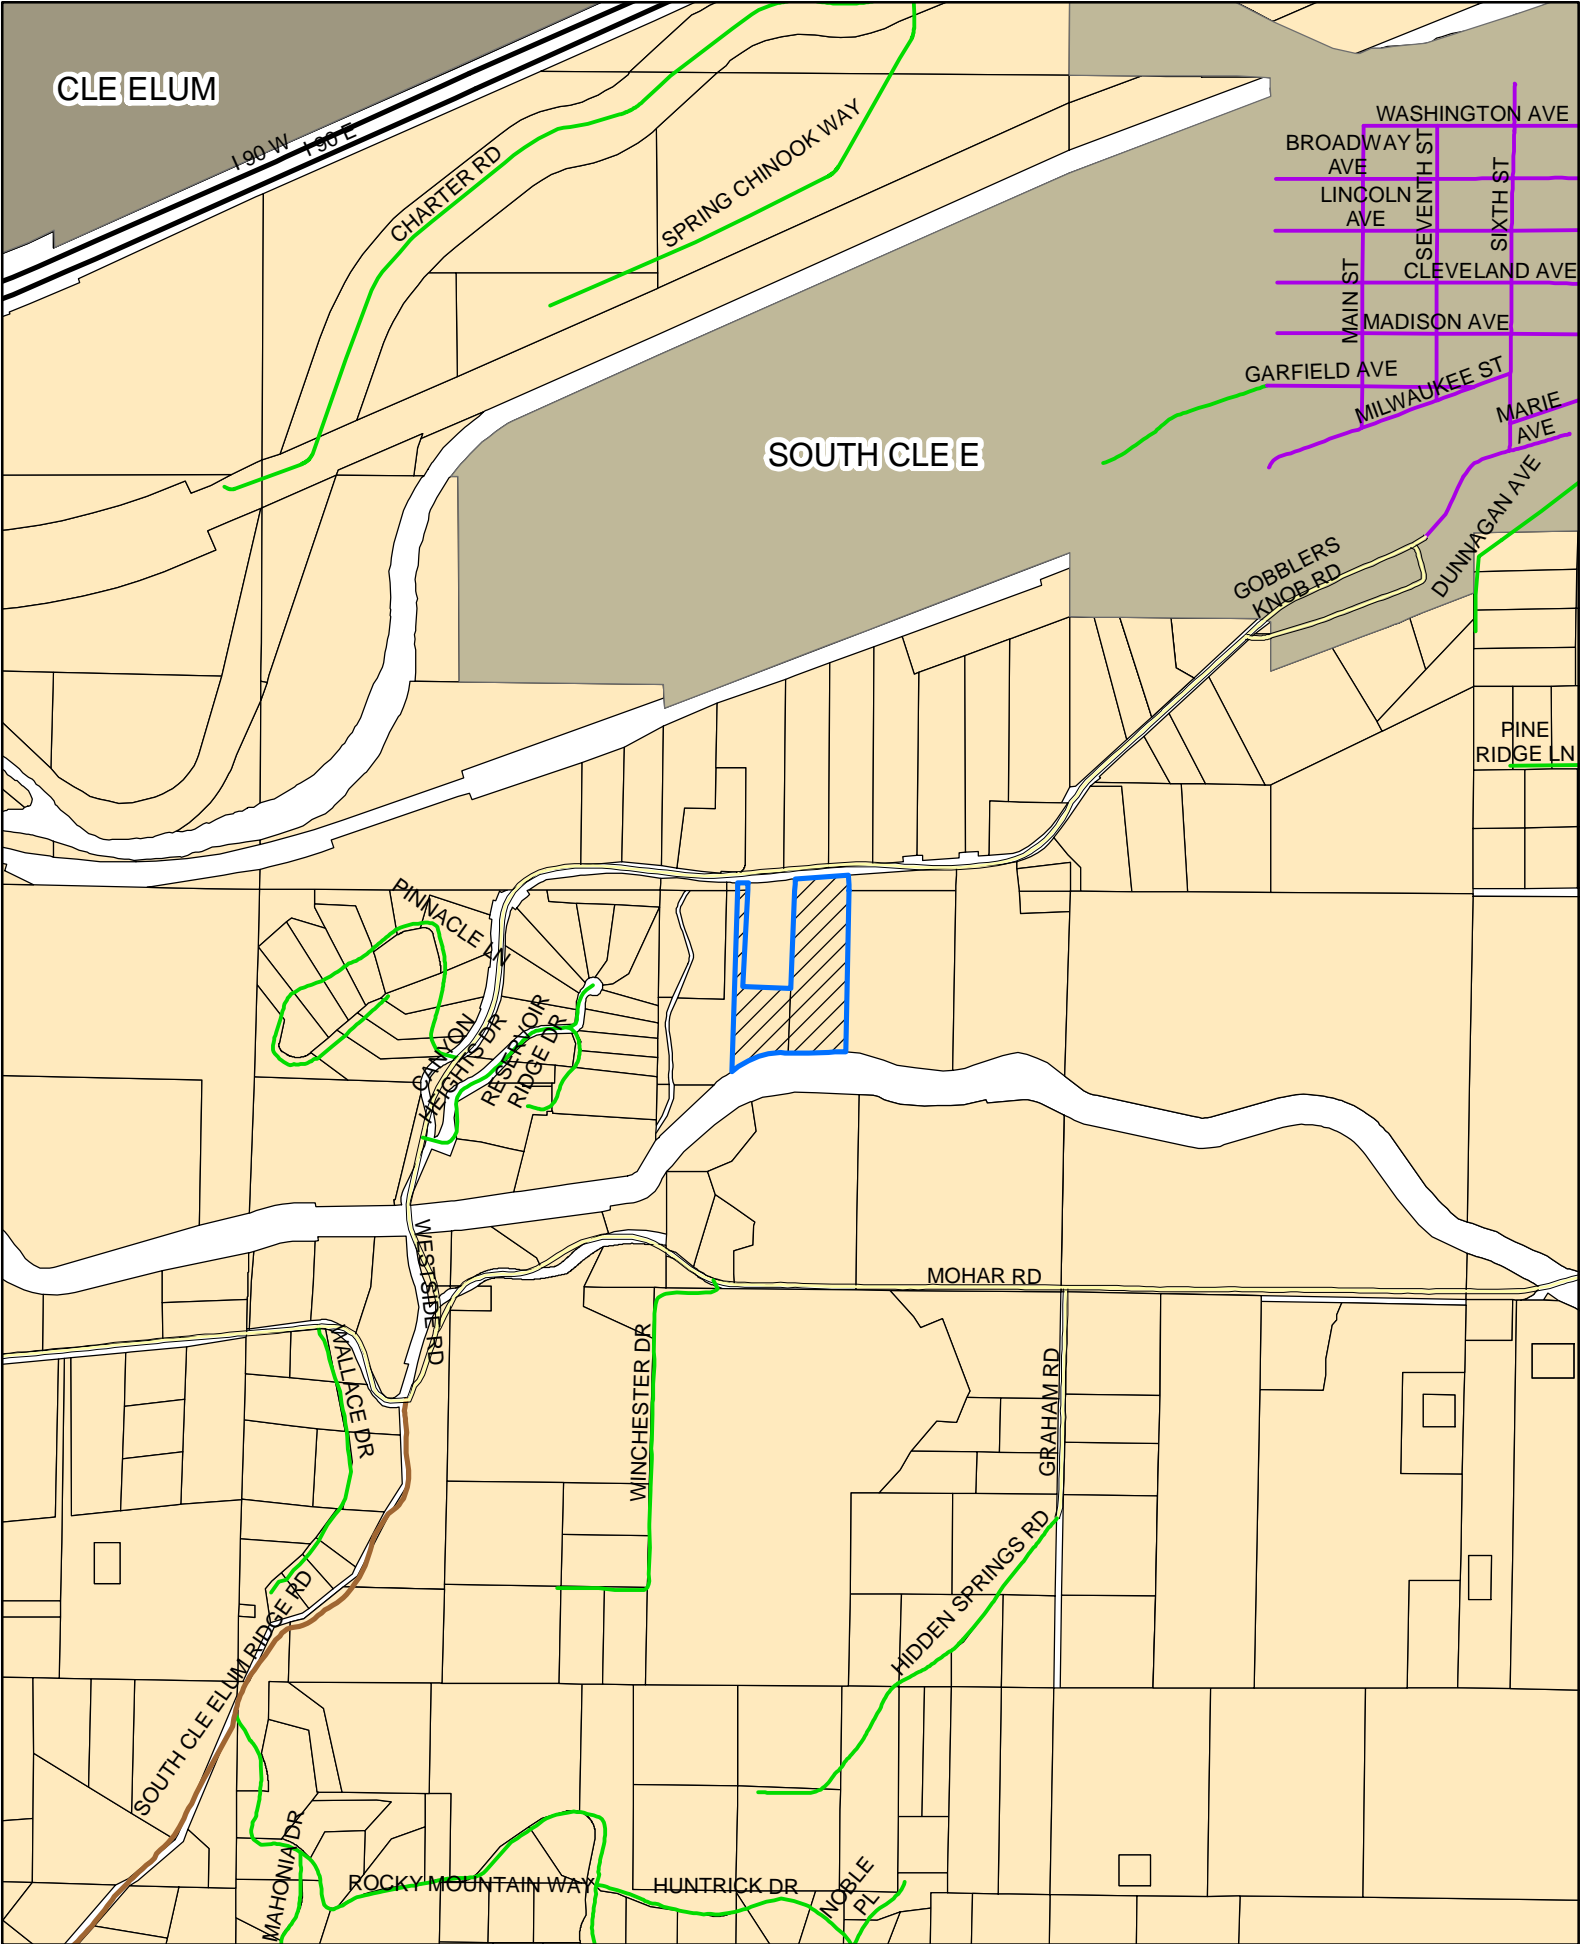 CLE ELUM
I 90 W
I 90 E
CHARTER RD
SPRING CHINOOK WAY
WASHINGTON AVE
BROADWAY
AVE
LINCOLN
AVE
SEVENTH ST
SIXTH ST
CLEVELAND AVE
MAIN ST
MADISON AVE
GARFIELD AVE
MILWAUKEE ST
MARIE
AVE
SOUTH CLE E
DUNNAGAN AVE
GOBBLERS
KNOB RD
PINE
RIDGE LN
PINNACLE LN
CANYON
HEIGHTS DR
RESERVOIR
RIDGE DR
WESTSIDE RD
MOHAR RD
WALLACE DR
WINCHESTER DR
GRAHAM RD
HIDDEN SPRINGS RD
SOUTH CLE ELUM RIDGE RD
MAHONIA DR
ROCKY MOUNTAIN WAY
HUNTRICK DR
NOBLE
PL